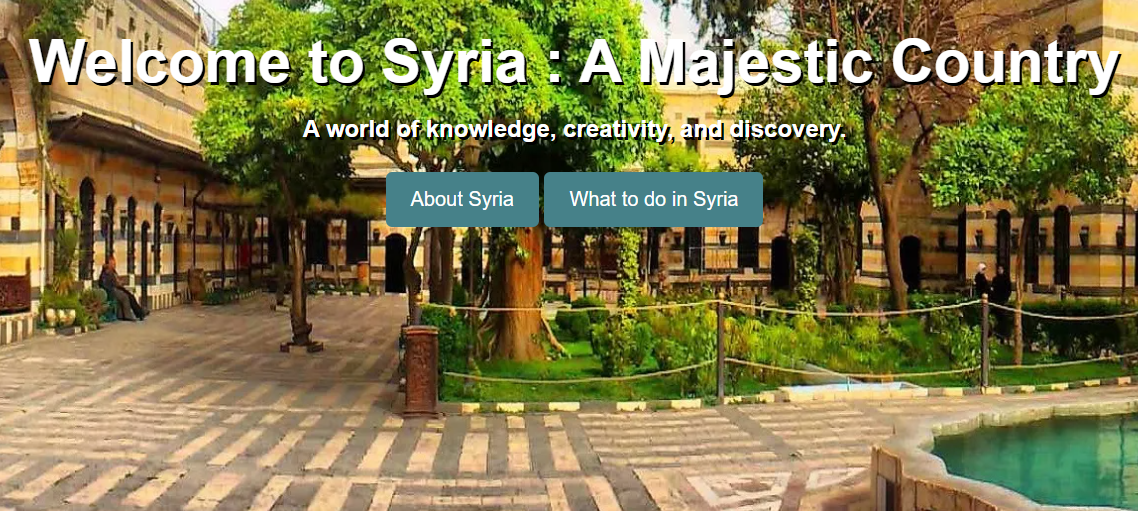 Welcome to Syria : A Majestic Country
A world of knowledge, creativity, and discovery.
About Syria
What to do in Syria